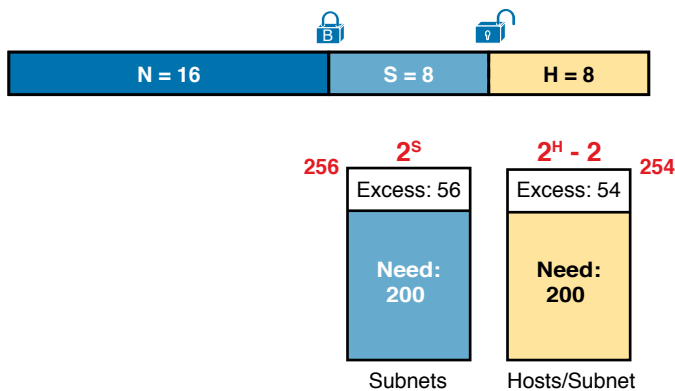 B
N = 16
S = 8
H = 8
2ˢ
2ᴴ - 2
256
254
Excess: 56
Excess: 54
Need:
200
Need:
200
Subnets
Hosts/Subnet